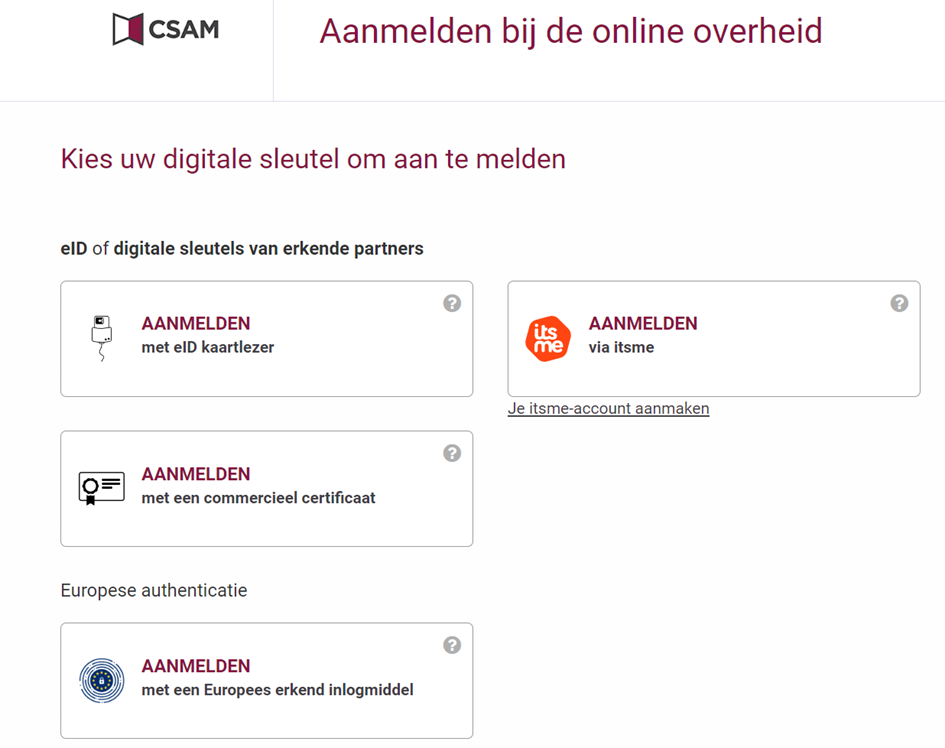 CSAM
Aanmelden bij de online overheid
Kies uw digitale sleutel om aan te melden
eID of digitale sleutels van erkende partners
?
AANMELDEN
met eID kaartlezer
?
its
me
AANMELDEN
via itsme
Je itsme-account aanmaken
?
AANMELDEN
met een commercieel certificaat
Europese authenticatie
?
AANMELDEN
met een Europees erkend inlogmiddel